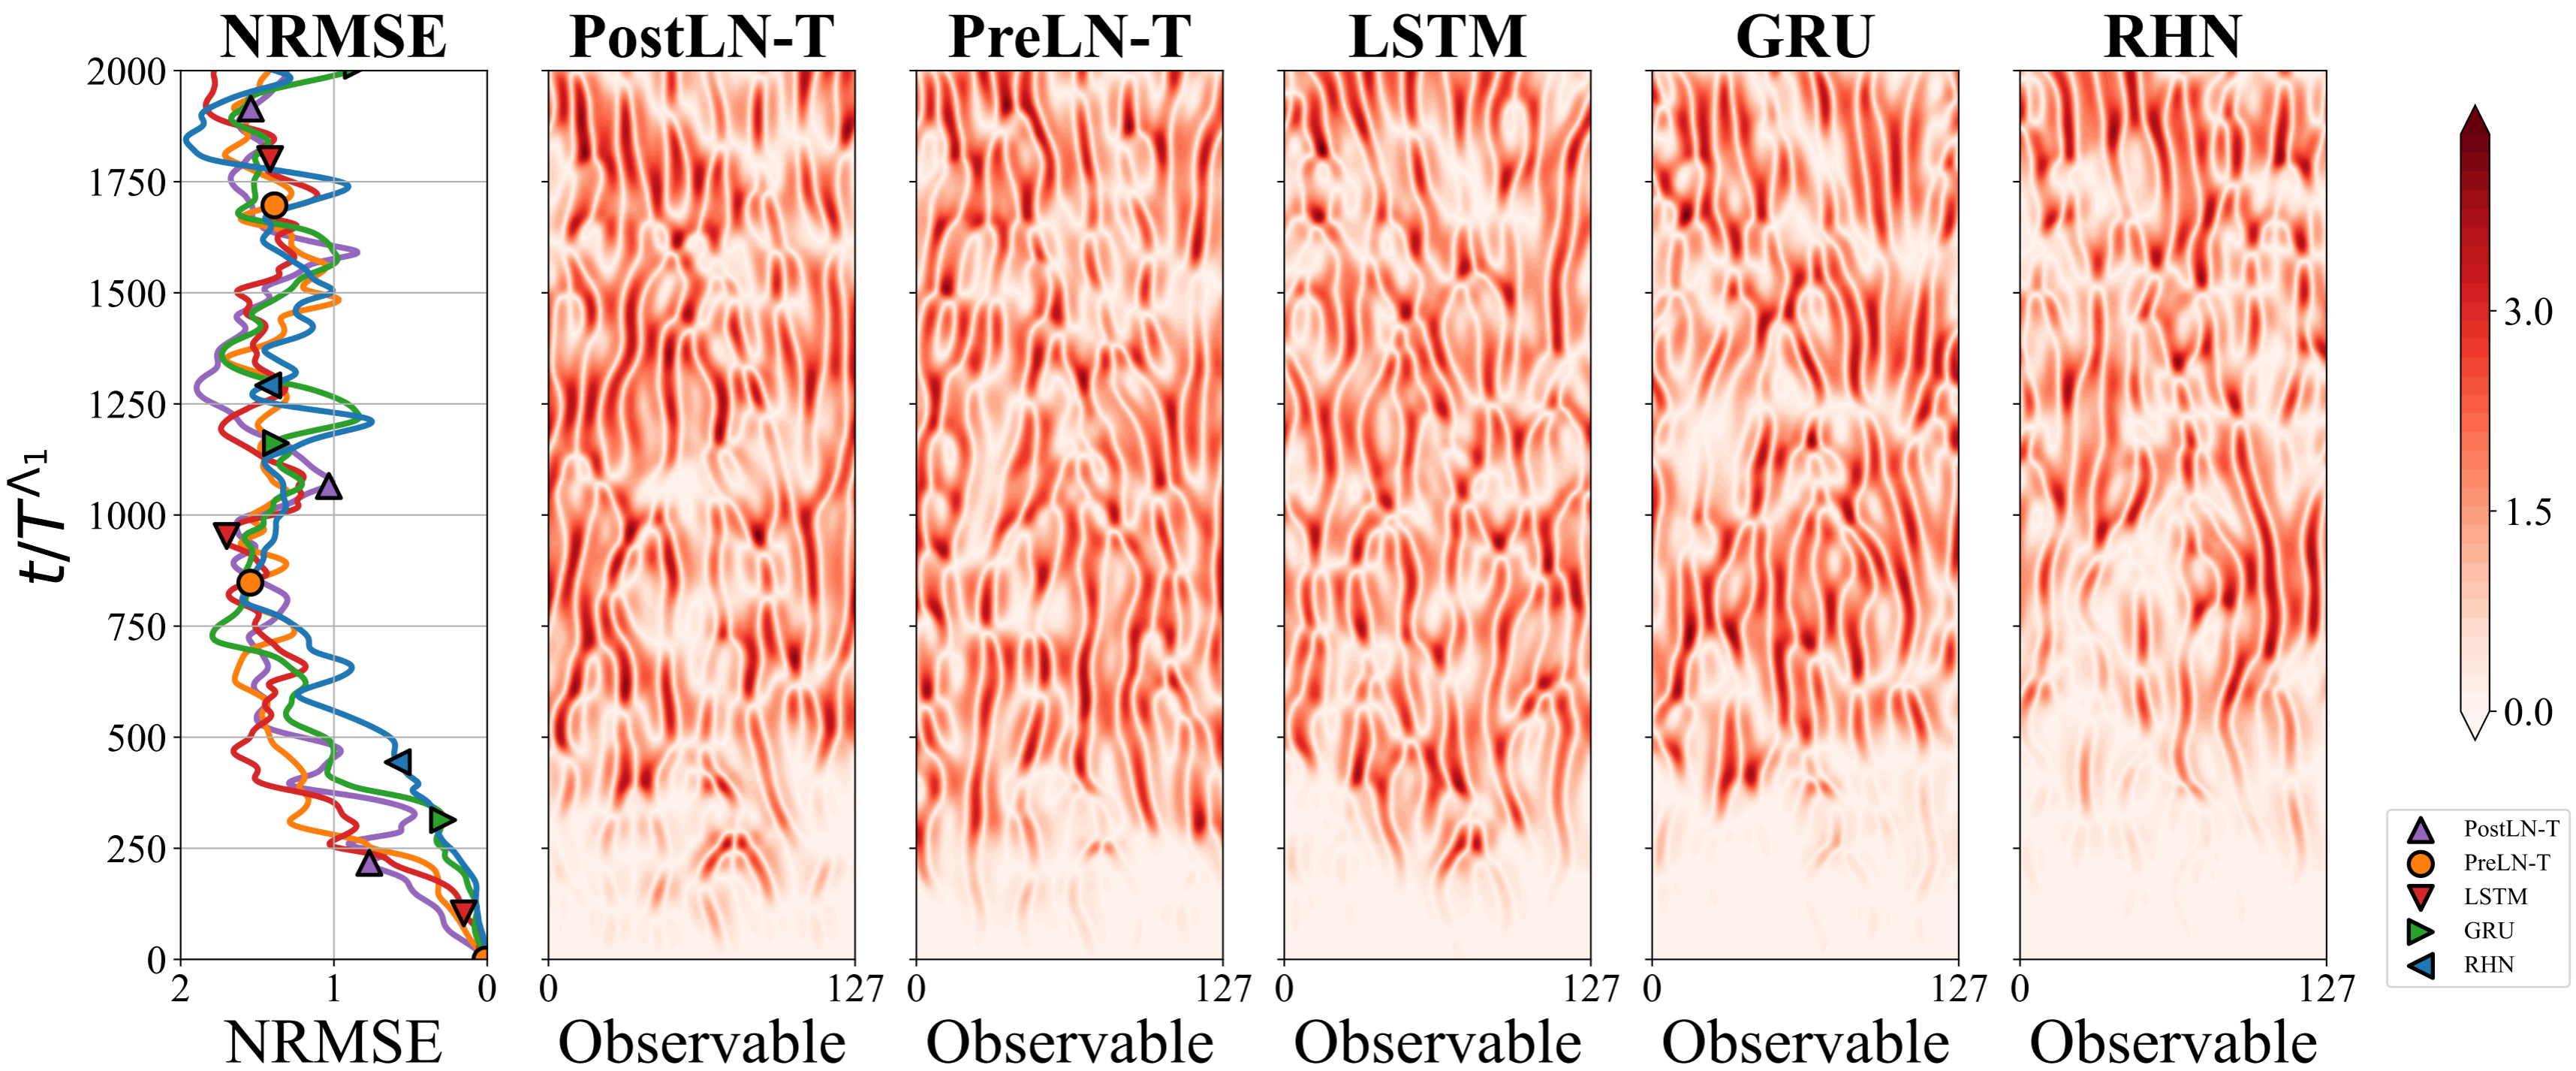 NRMSE PostLN-T PreLN-T LSTM GRU RHN
2000
1750
1500
1250
1000
750
500
250
0
t/T^Λ₁
3.0
1.5
0.0
PostLN-T
PreLN-T
LSTM
GRU
RHN
2 1 0 0 127 0 127 0 127 0 127 0 127
NRMSE Observable Observable Observable Observable Observable